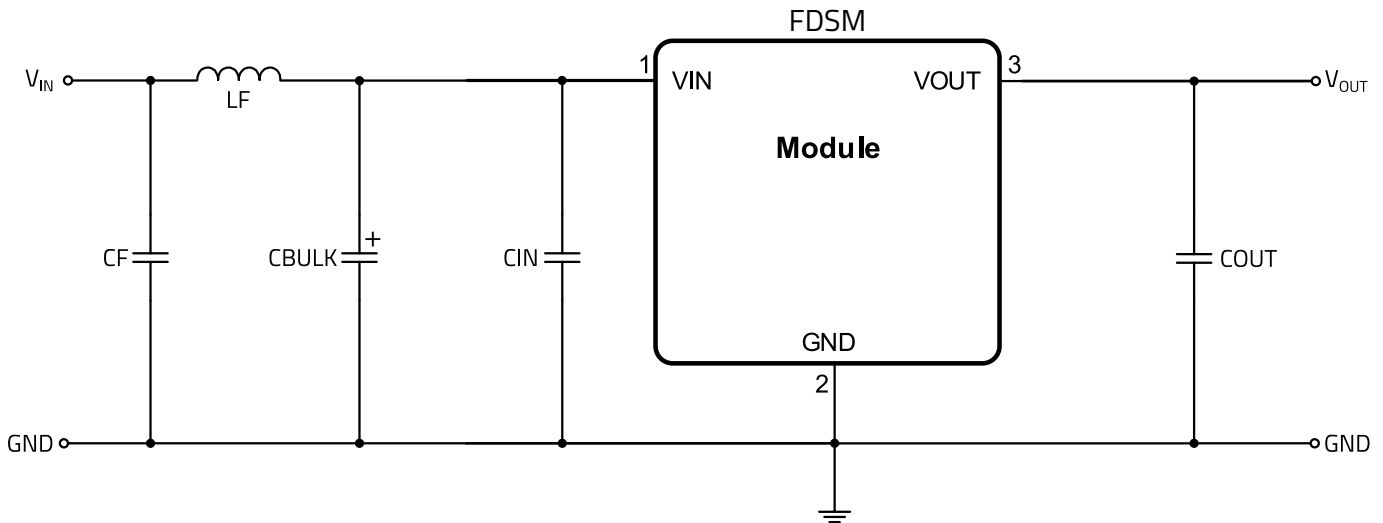 FDSM
V_IN
LF
1
VIN
VOUT
3
V_OUT
Module
CF
CBULK
+
CIN
COUT
GND
2
GND
GND